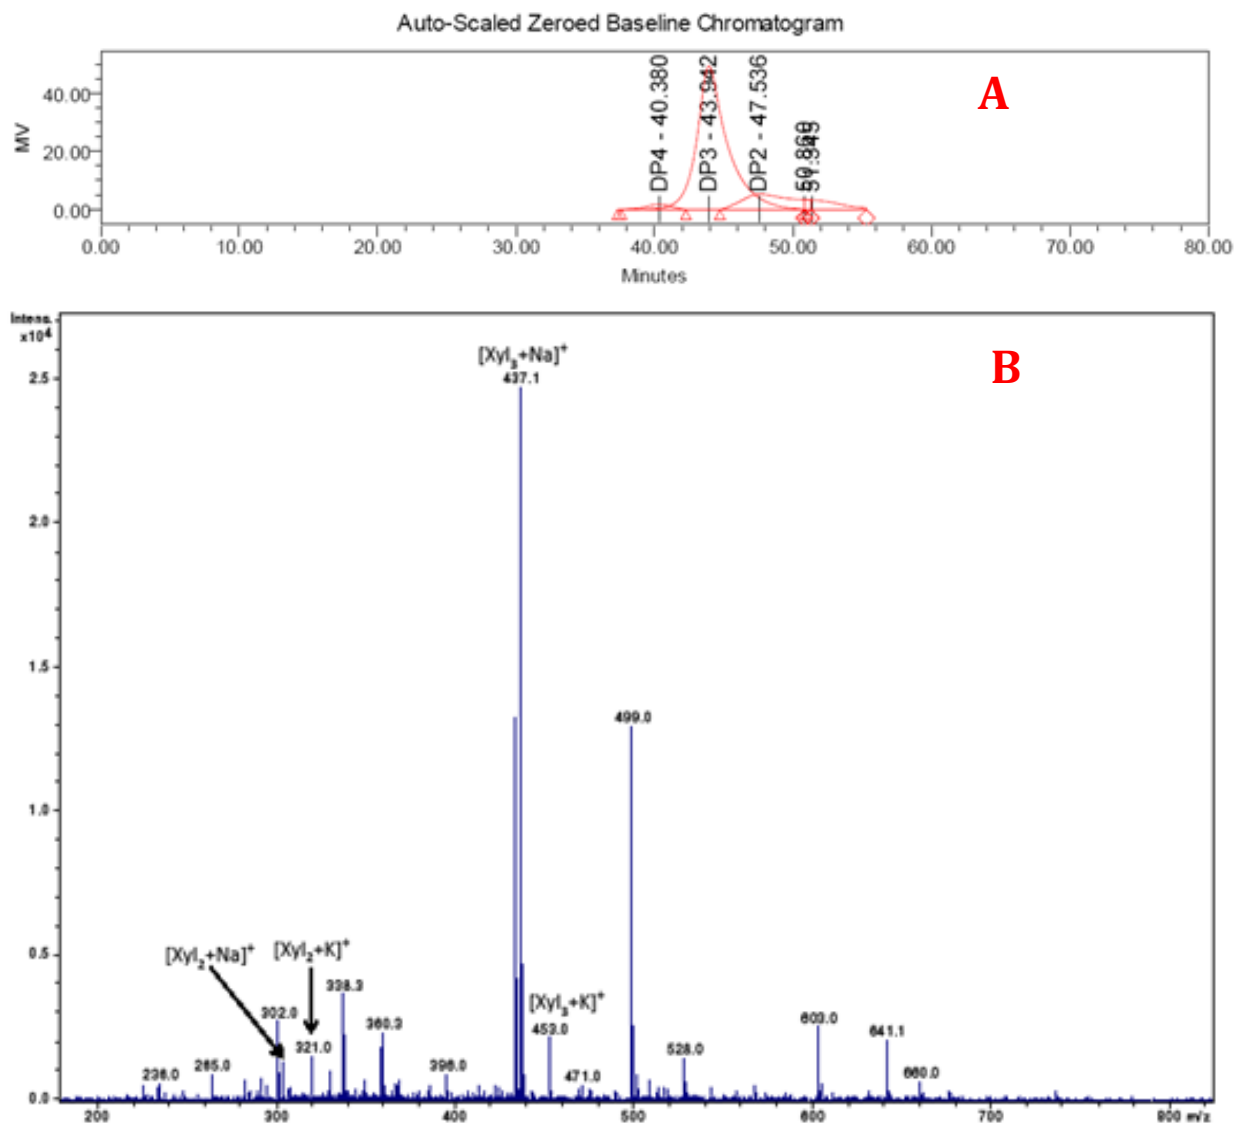 Auto-Scaled Zeroed Baseline Chromatogram
A
MV
40.00
20.00
0.00
DP4 - 40.380
DP3 - 43.942
DP2 - 47.536
50.869
0.00 10.00 20.00 30.00 40.00 50.00 60.00 70.00 80.00
Minutes
B
Intens.
x10⁴
2.5
2.0
1.5
1.0
0.5
0.0
[Xyl₃+Na]⁺
437.1
499.0
[Xyl₂+Na]⁺
[Xyl₂+K]⁺
[Xyl₃+K]⁺
236.0
265.0
302.0
321.0
338.3
360.3
396.0
453.0
471.0
528.0
603.0
641.1
660.0
200 300 400 500 600 700 800 m/z